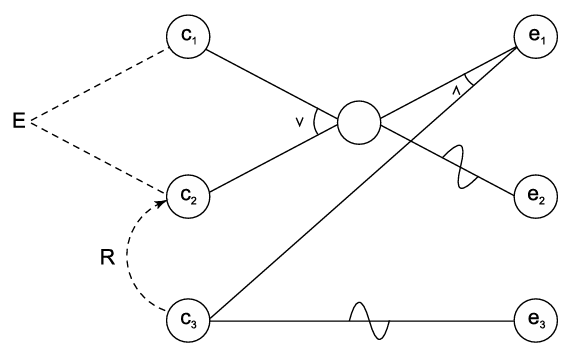 c₁ e₁
E
∨ ∧
c₂ e₂
R
c₃ e₃